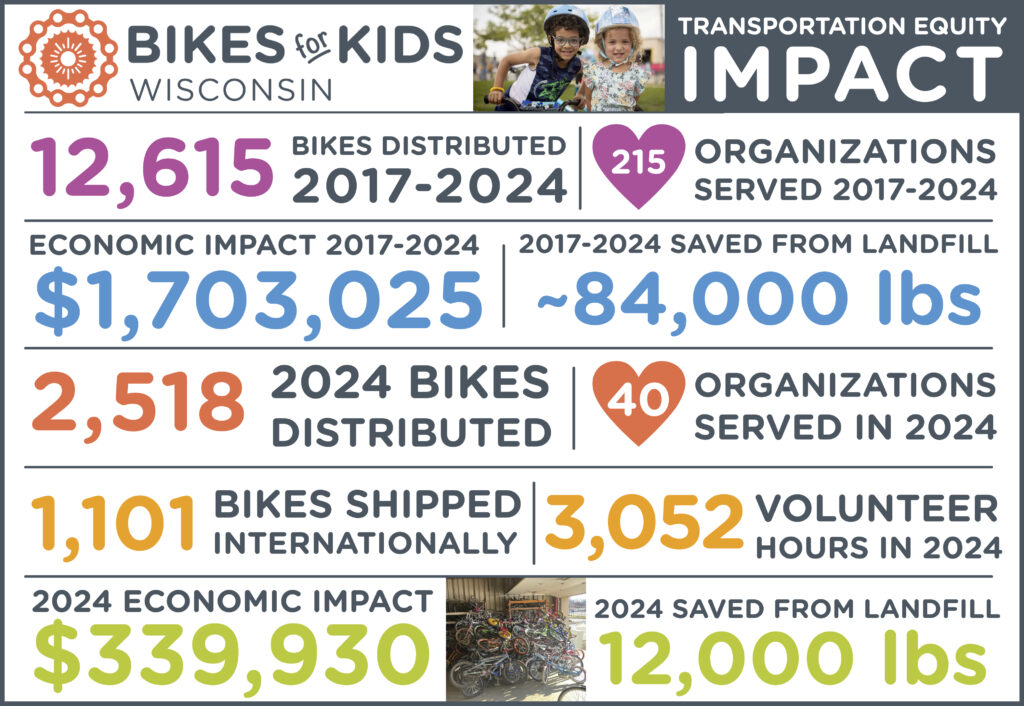 BIKES for KIDS
WISCONSIN
TRANSPORTATION EQUITY
IMPACT
12,615
BIKES DISTRIBUTED
2017-2024
215
ORGANIZATIONS
SERVED 2017-2024
ECONOMIC IMPACT 2017-2024
$1,703,025
2017-2024 SAVED FROM LANDFILL
~84,000 lbs
2,518
2024 BIKES
DISTRIBUTED
40
ORGANIZATIONS
SERVED IN 2024
1,101
BIKES SHIPPED
INTERNATIONALLY
3,052
VOLUNTEER
HOURS IN 2024
2024 ECONOMIC IMPACT
$339,930
2024 SAVED FROM LANDFILL
12,000 lbs